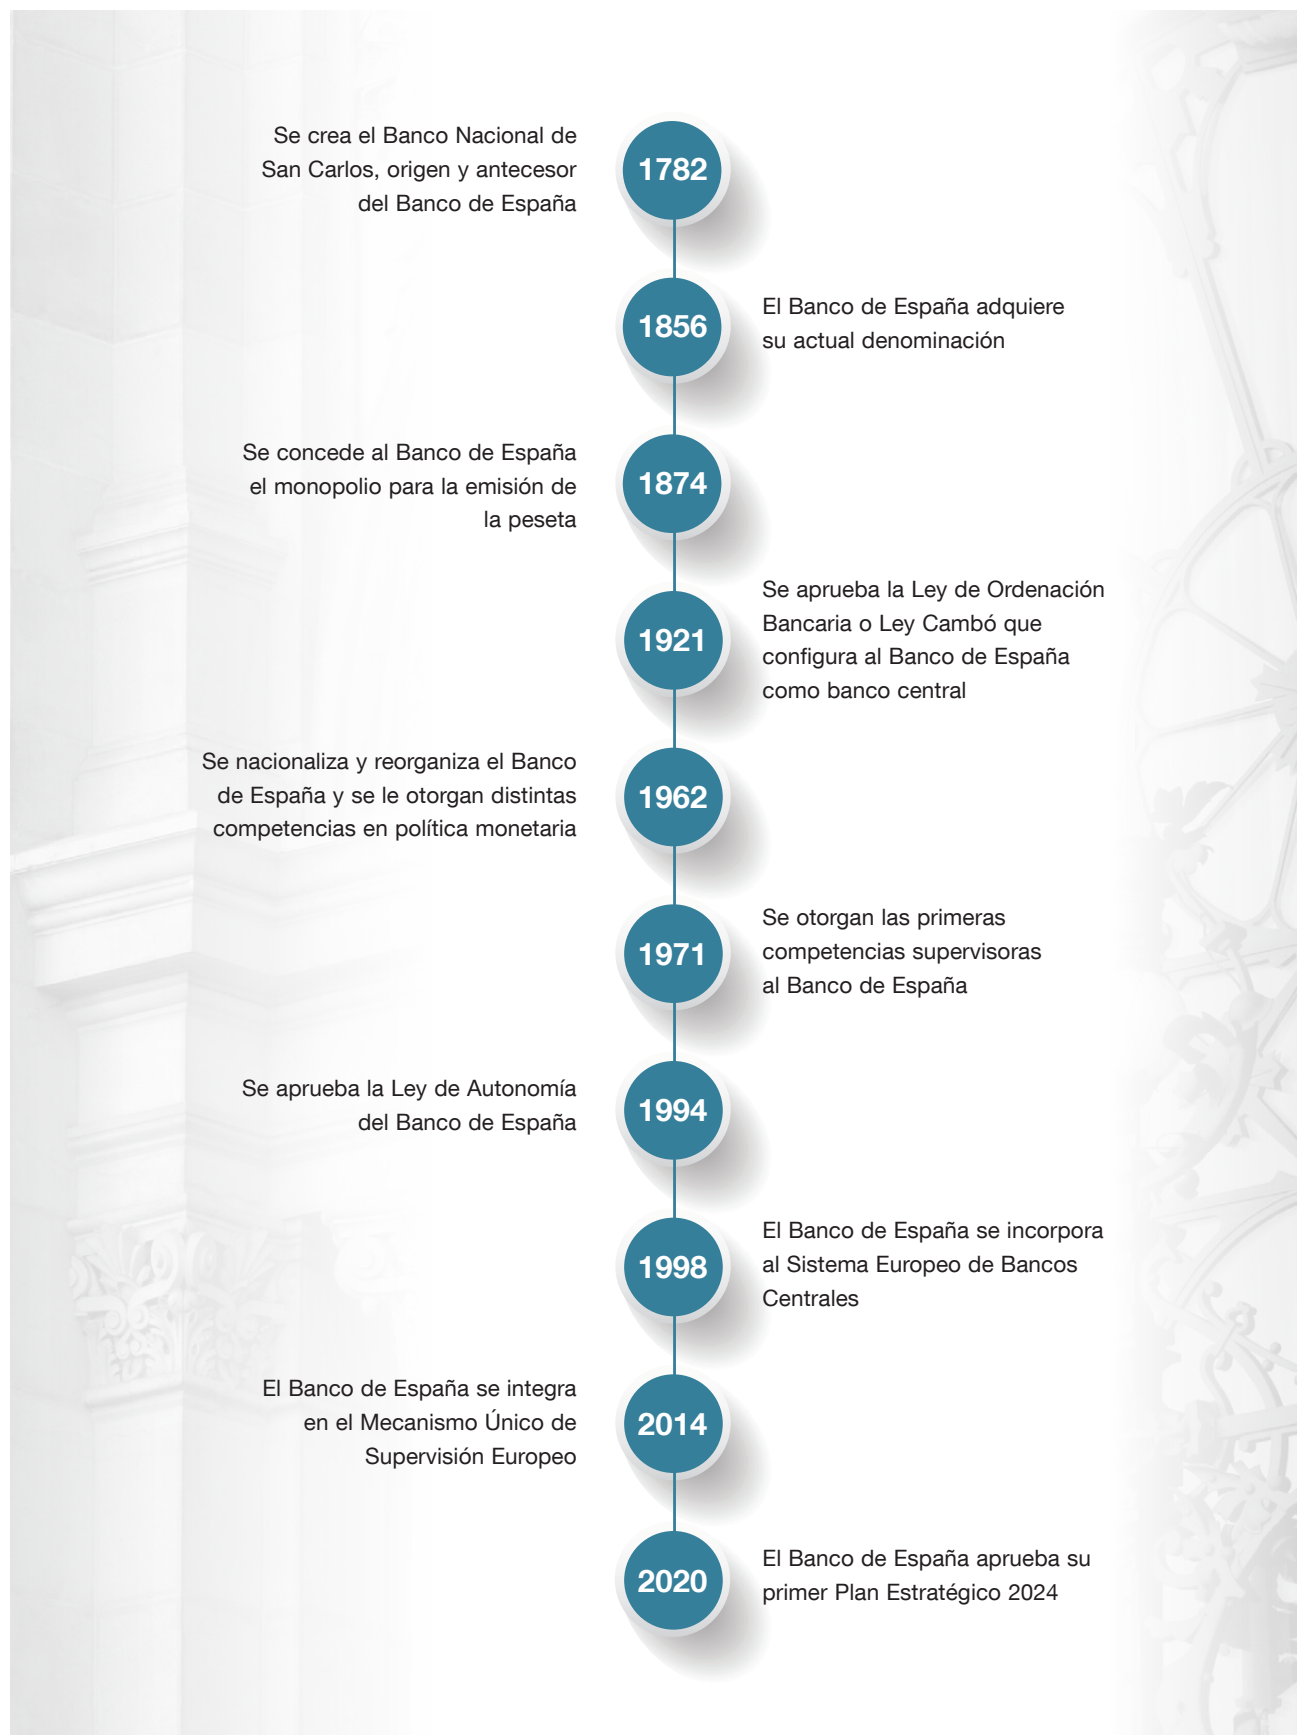 Se crea el Banco Nacional de
San Carlos, origen y antecesor
del Banco de España
1782
1856
El Banco de España adquiere
su actual denominación
Se concede al Banco de España
el monopolio para la emisión de
la peseta
1874
1921
Se aprueba la Ley de Ordenación
Bancaria o Ley Cambó que
configura al Banco de España
como banco central
Se nacionaliza y reorganiza el Banco
de España y se le otorgan distintas
competencias en política monetaria
1962
1971
Se otorgan las primeras
competencias supervisoras
al Banco de España
Se aprueba la Ley de Autonomía
del Banco de España
1994
1998
El Banco de España se incorpora
al Sistema Europeo de Bancos
Centrales
El Banco de España se integra
en el Mecanismo Único de
Supervisión Europeo
2014
2020
El Banco de España aprueba su
primer Plan Estratégico 2024